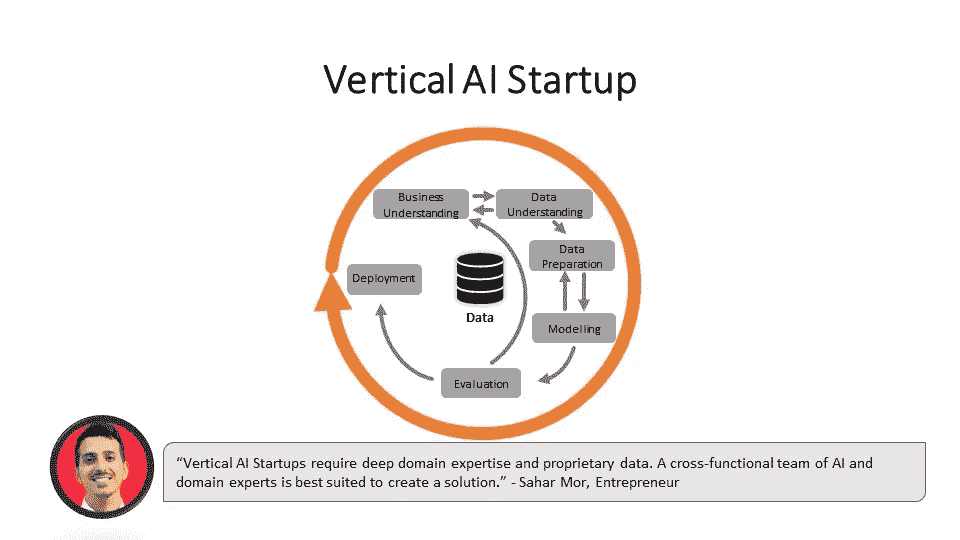 Vertical AI Startup
Business
Understanding
Data
Understanding
Data
Preparation
Deployment
Data
Modelling
Evaluation
“Vertical AI Startups require deep domain expertise and proprietary data. A cross-functional team of AI and
domain experts is best suited to create a solution.” - Sahar Mor, Entrepreneur